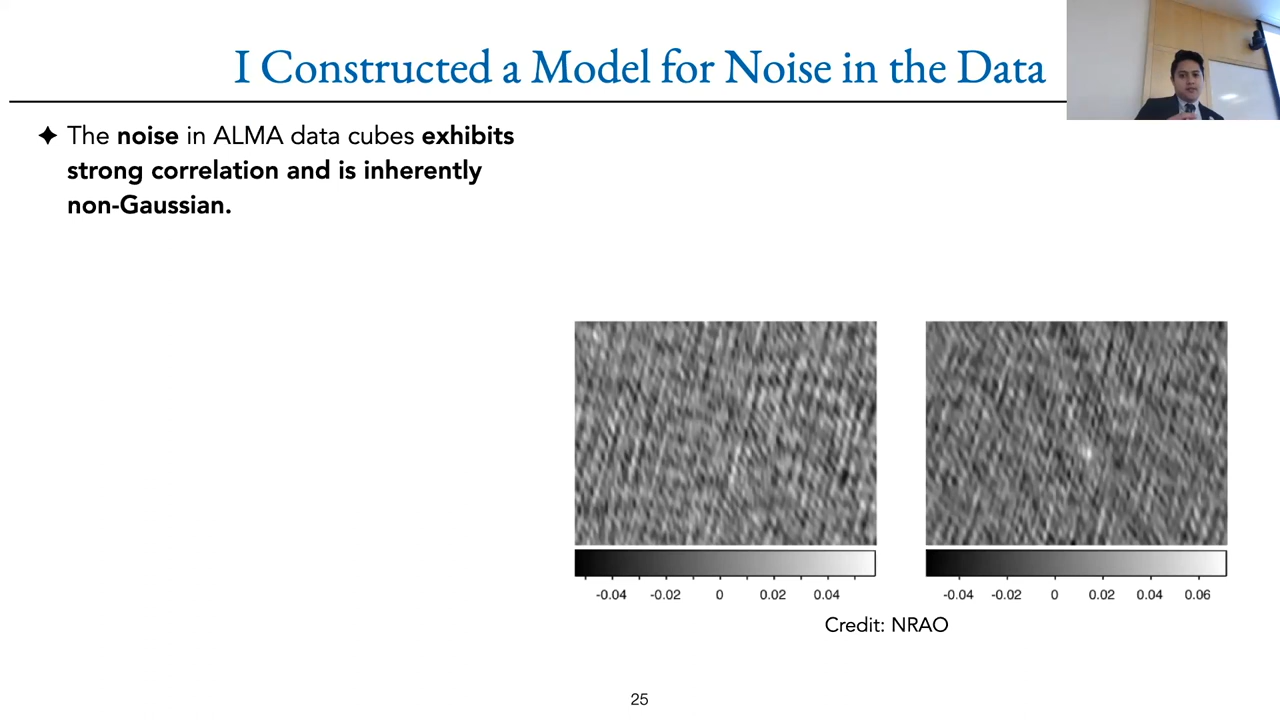 I Constructed a Model for Noise in the Data
✦ The noise in ALMA data cubes exhibits
strong correlation and is inherently
non-Gaussian.
-0.04 -0.02 0 0.02 0.04
-0.04 -0.02 0 0.02 0.04 0.06
Credit: NRAO
25